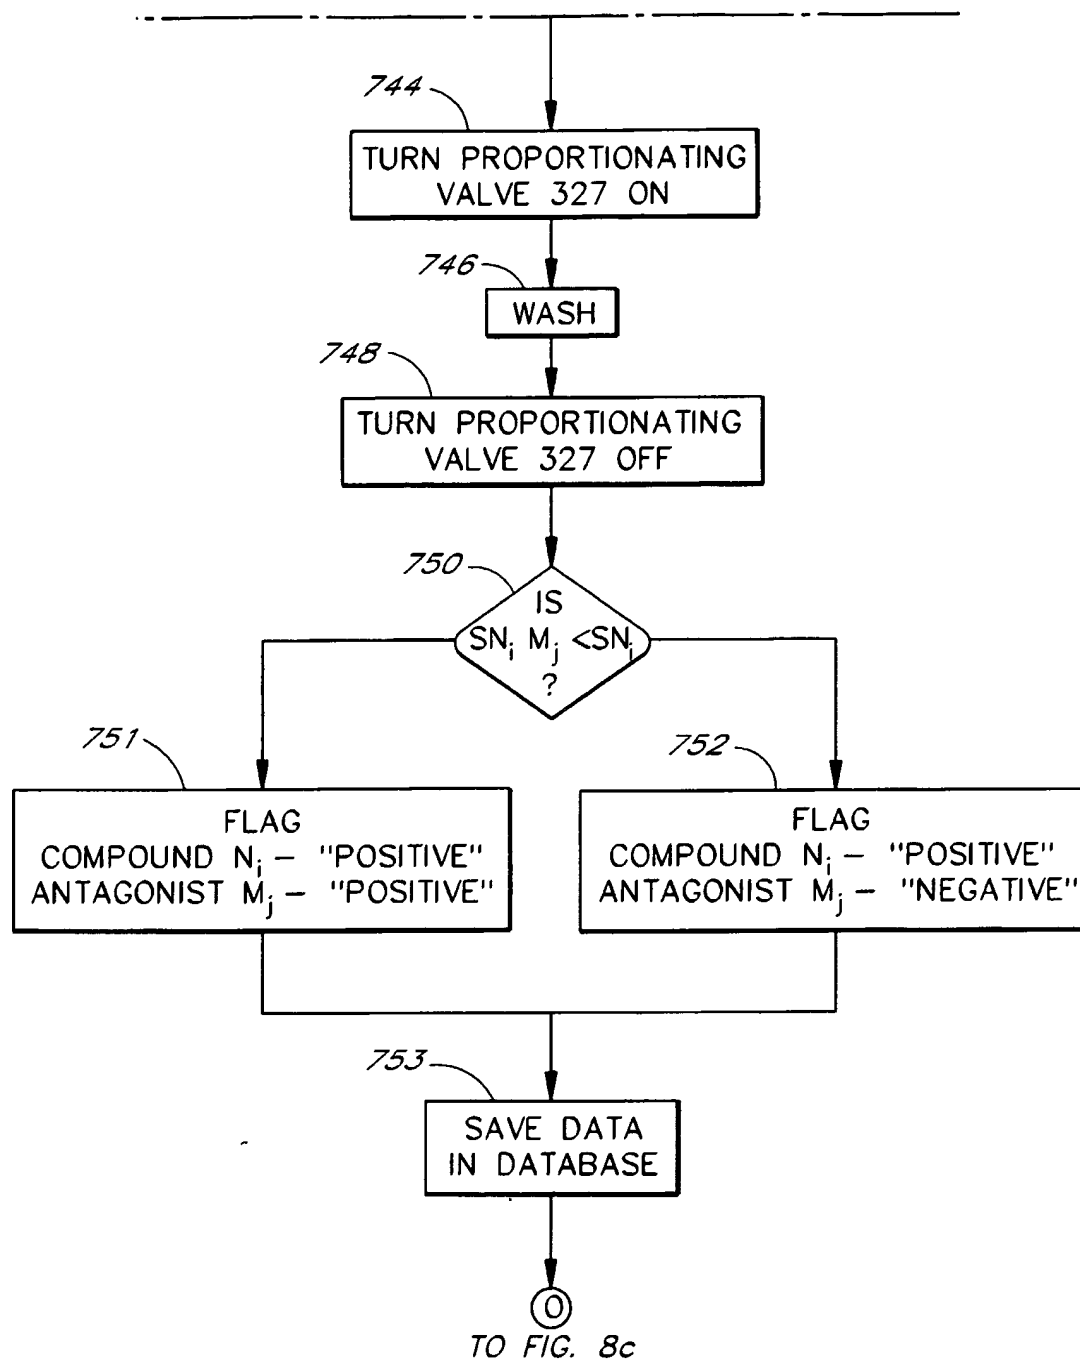 744
TURN PROPORTIONATING
VALVE 327 ON
746
WASH
748
TURN PROPORTIONATING
VALVE 327 OFF
750
IS
SNi Mj <SNi
?
751
FLAG
COMPOUND Ni – "POSITIVE"
ANTAGONIST Mj – "POSITIVE"
752
FLAG
COMPOUND Ni – "POSITIVE"
ANTAGONIST Mj – "NEGATIVE"
753
SAVE DATA
IN DATABASE
O
TO FIG. 8c